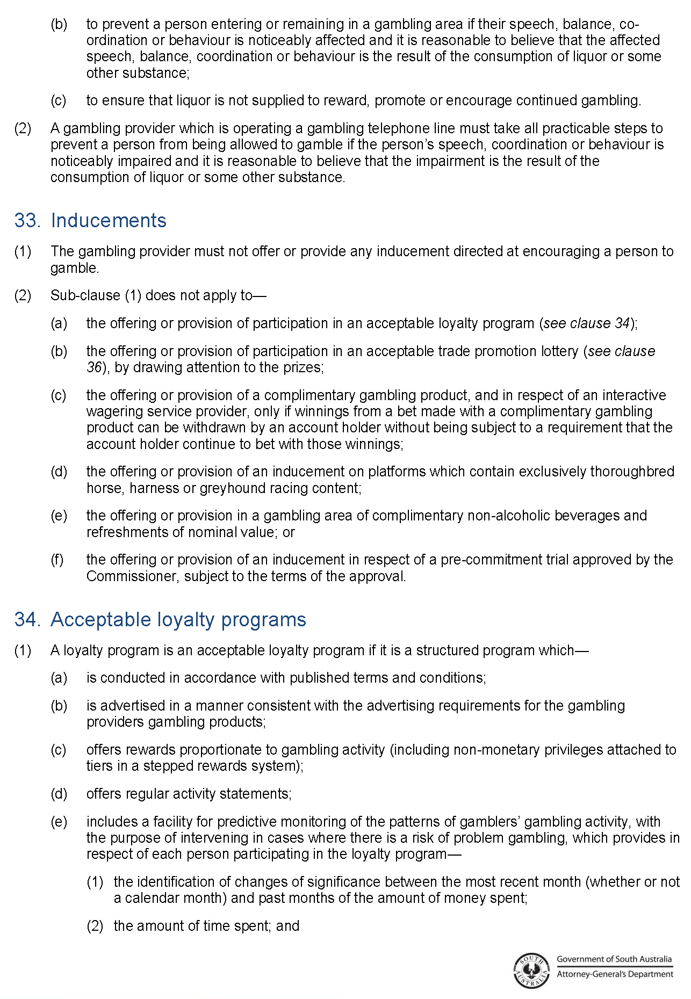 (b) to prevent a person entering or remaining in a gambling area if their speech, balance, co-
ordination or behaviour is noticeably affected and it is reasonable to believe that the affected
speech, balance, coordination or behaviour is the result of the consumption of liquor or some
other substance;
(c) to ensure that liquor is not supplied to reward, promote or encourage continued gambling.
(2) A gambling provider which is operating a gambling telephone line must take all practicable steps to
prevent a person from being allowed to gamble if the person's speech, coordination or behaviour is
noticeably impaired and it is reasonable to believe that the impairment is the result of the
consumption of liquor or some other substance.
33. Inducements
(1) The gambling provider must not offer or provide any inducement directed at encouraging a person to
gamble.
(2) Sub-clause (1) does not apply to—
(a) the offering or provision of participation in an acceptable loyalty program (see clause 34);
(b) the offering or provision of participation in an acceptable trade promotion lottery (see clause
36), by drawing attention to the prizes;
(c) the offering or provision of a complimentary gambling product, and in respect of an interactive
wagering service provider, only if winnings from a bet made with a complimentary gambling
product can be withdrawn by an account holder without being subject to a requirement that the
account holder continue to bet with those winnings;
(d) the offering or provision of an inducement on platforms which contain exclusively thoroughbred
horse, harness or greyhound racing content;
(e) the offering or provision in a gambling area of complimentary non-alcoholic beverages and
refreshments of nominal value; or
(f) the offering or provision of an inducement in respect of a pre-commitment trial approved by the
Commissioner, subject to the terms of the approval.
34. Acceptable loyalty programs
(1) A loyalty program is an acceptable loyalty program if it is a structured program which—
(a) is conducted in accordance with published terms and conditions;
(b) is advertised in a manner consistent with the advertising requirements for the gambling
providers gambling products;
(c) offers rewards proportionate to gambling activity (including non-monetary privileges attached to
tiers in a stepped rewards system);
(d) offers regular activity statements;
(e) includes a facility for predictive monitoring of the patterns of gamblers' gambling activity, with
the purpose of intervening in cases where there is a risk of problem gambling, which provides in
respect of each person participating in the loyalty program—
(1) the identification of changes of significance between the most recent month (whether or not
a calendar month) and past months of the amount of money spent;
(2) the amount of time spent; and
SOUTH
AUSTRALIA
Government of South Australia
Attorney-General's Department